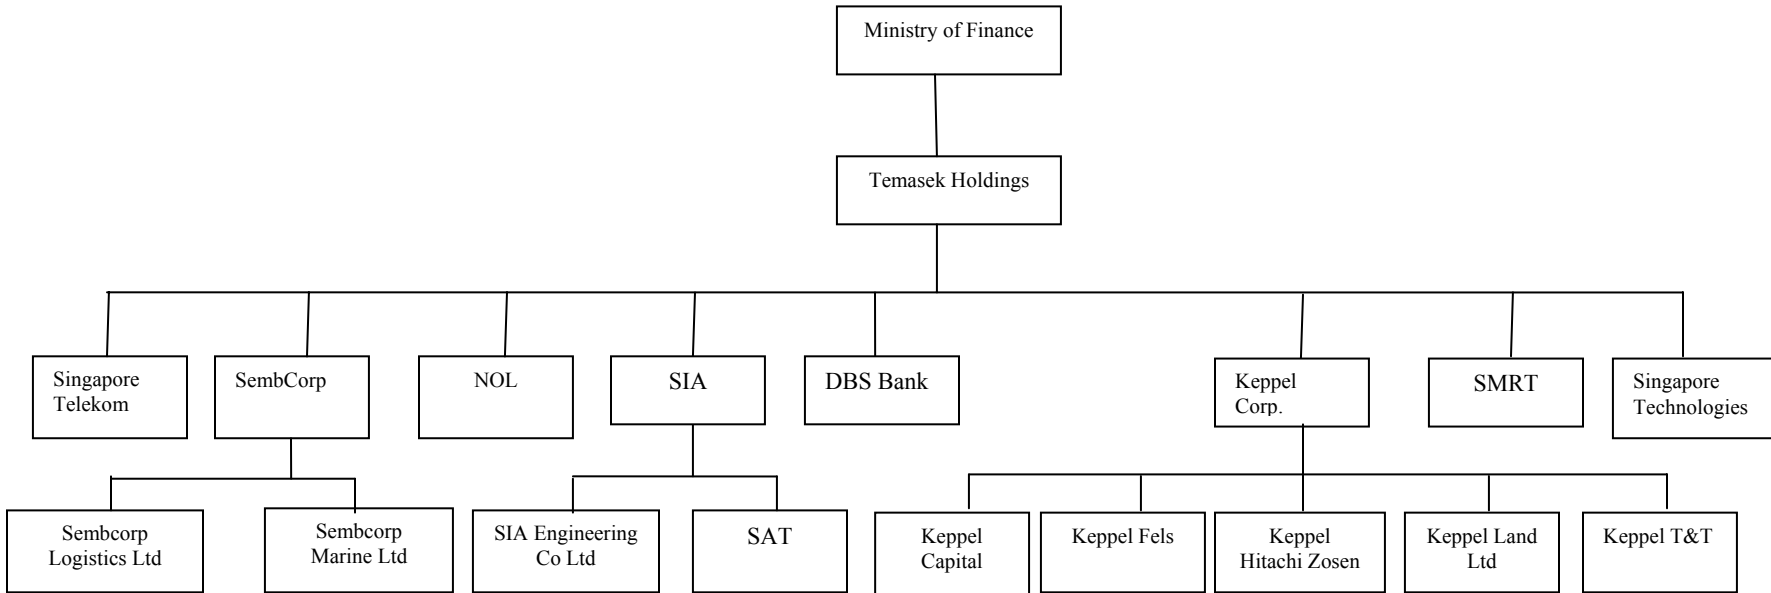 Ministry of Finance
Temasek Holdings
Singapore
Telekom
SembCorp
NOL
SIA
DBS Bank
Keppel
Corp.
SMRT
Singapore
Technologies
Sembcorp
Logistics Ltd
Sembcorp
Marine Ltd
SIA Engineering
Co Ltd
SAT
Keppel
Capital
Keppel Fels
Keppel
Hitachi Zosen
Keppel Land
Ltd
Keppel T&T